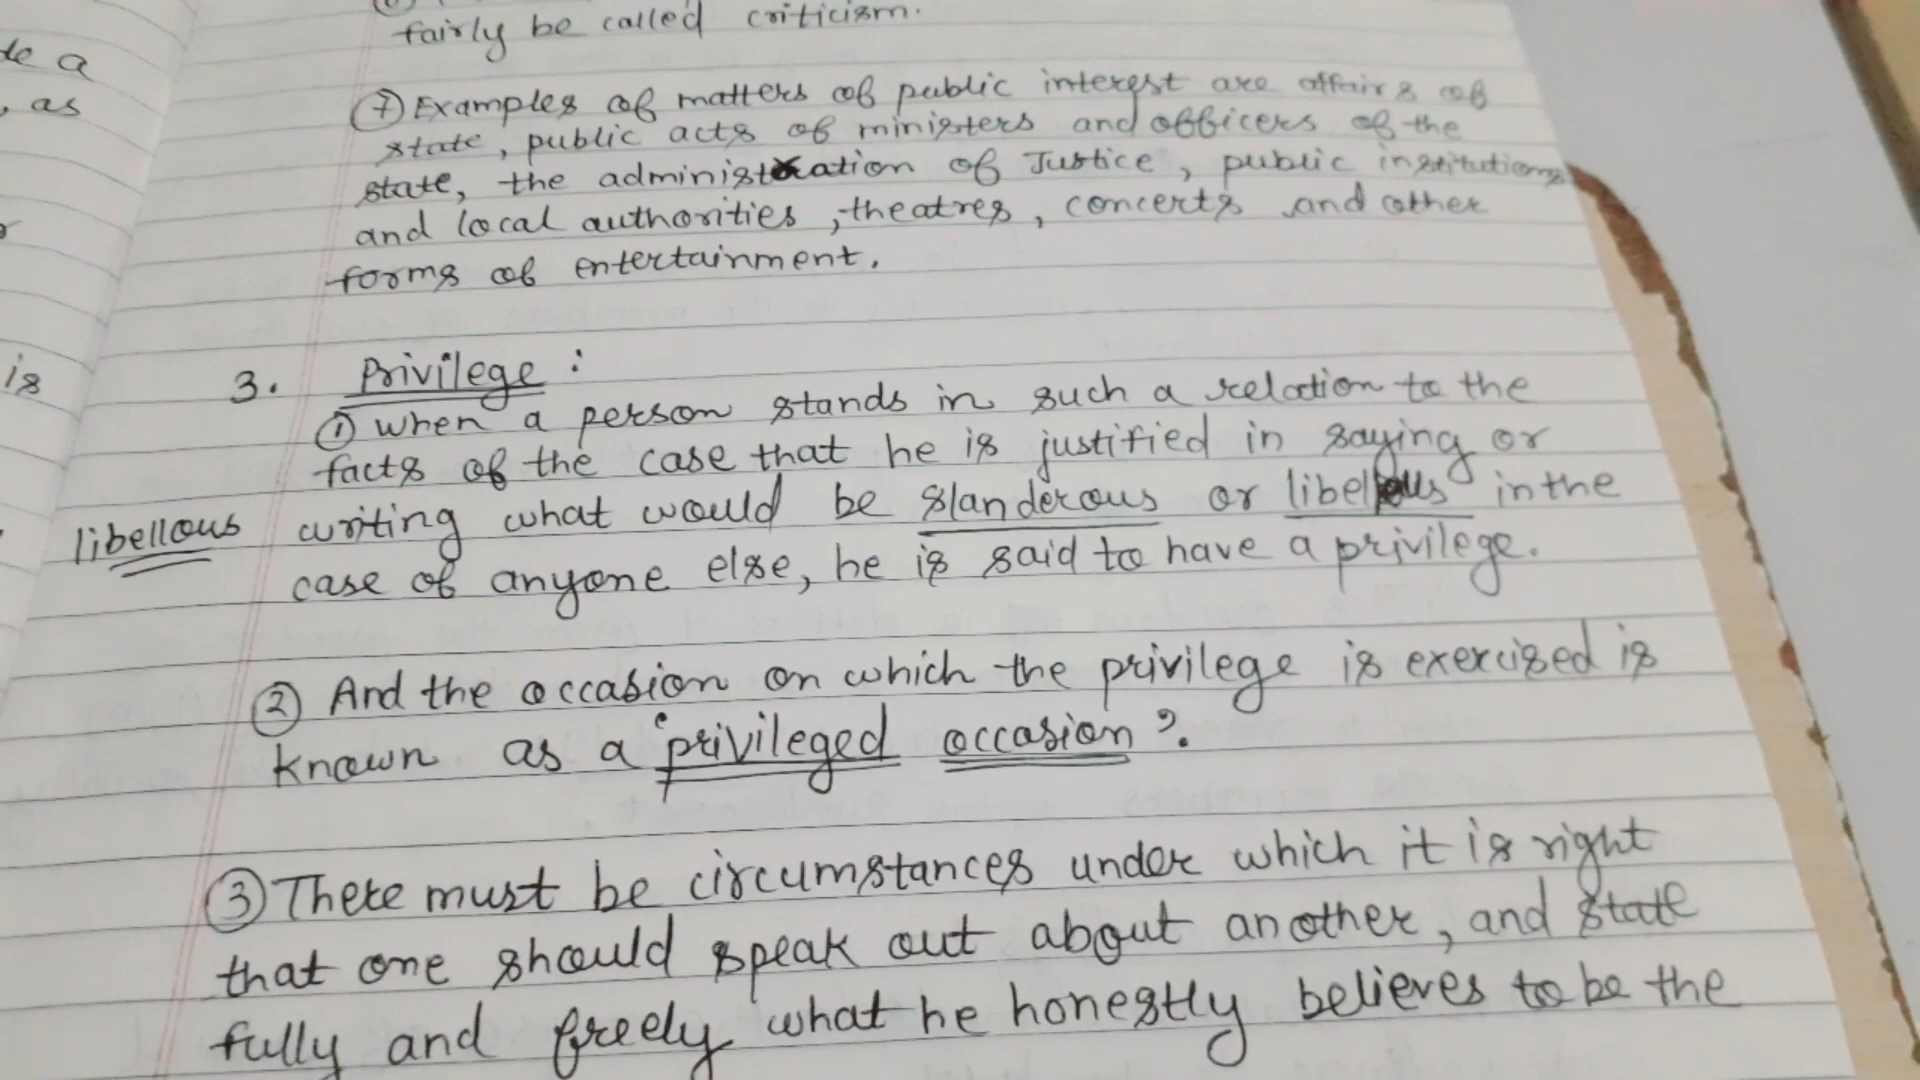 de a
, as
is
fairly be called criticism.
⑦ Examples of matters of public interest are affairs of
state, public acts of ministers and officers of the
state, the administration of Justice, public institutions
and local authorities, theatres, concerts and other
forms of entertainment.
3. Privilege :
① when a person stands in such a relation to the
facts of the case that he is justified in saying or
libellous writing what would be slanderous or libellous in the
case of anyone else, he is said to have a privilege.
② And the occasion on which the privilege is exercised is
known as a 'privileged occasion'.
③ There must be circumstances under which it is right
that one should speak out about another, and state
fully and freely what he honestly believes to be the